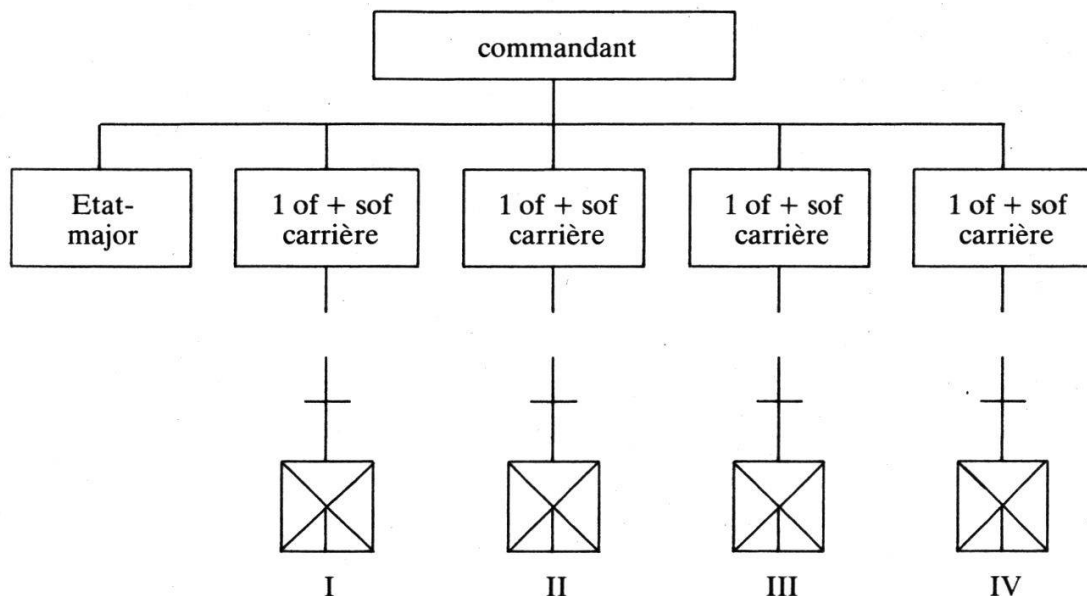 commandant
Etat-
major
1 of + sof
carrière
1 of + sof
carrière
1 of + sof
carrière
1 of + sof
carrière
I
II
III
IV